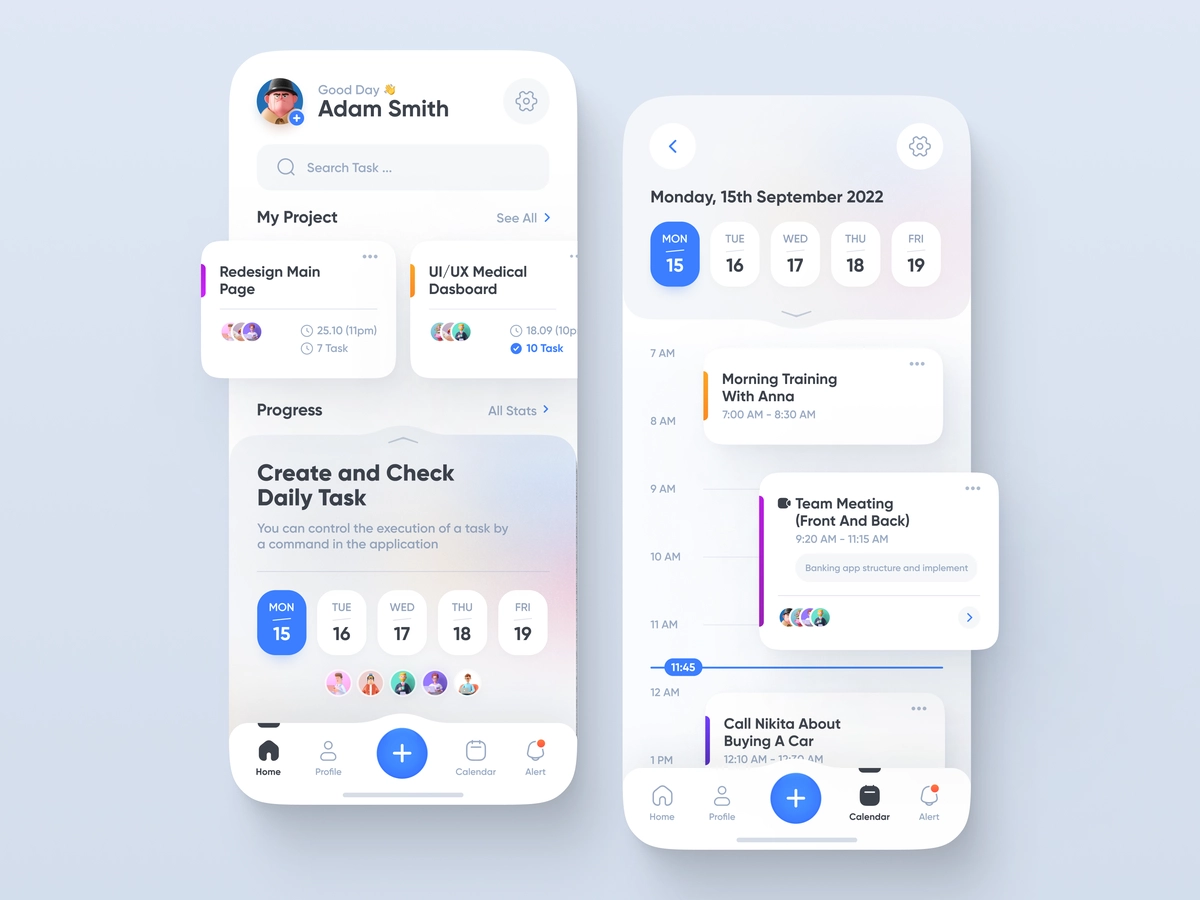 Good Day 👋
Adam Smith
Search Task ...
My Project
See All
Redesign Main
Page
25.10 (11pm)
7 Task
UI/UX Medical
Dasboard
18.09 (10p
10 Task
Progress
All Stats
Create and Check
Daily Task
You can control the execution of a task by
a command in the application
MON TUE WED THU FRI
15 16 17 18 19
Home Profile Calendar Alert
Monday, 15th September 2022
MON TUE WED THU FRI
15 16 17 18 19
7 AM
Morning Training
With Anna
7:00 AM - 8:30 AM
8 AM
9 AM
Team Meating
(Front And Back)
9:20 AM - 11:15 AM
10 AM
Banking app structure and implement
11 AM
11:45
12 AM
Call Nikita About
Buying A Car
1 PM
12:10 AM - 12:30 AM
Home Profile Calendar Alert